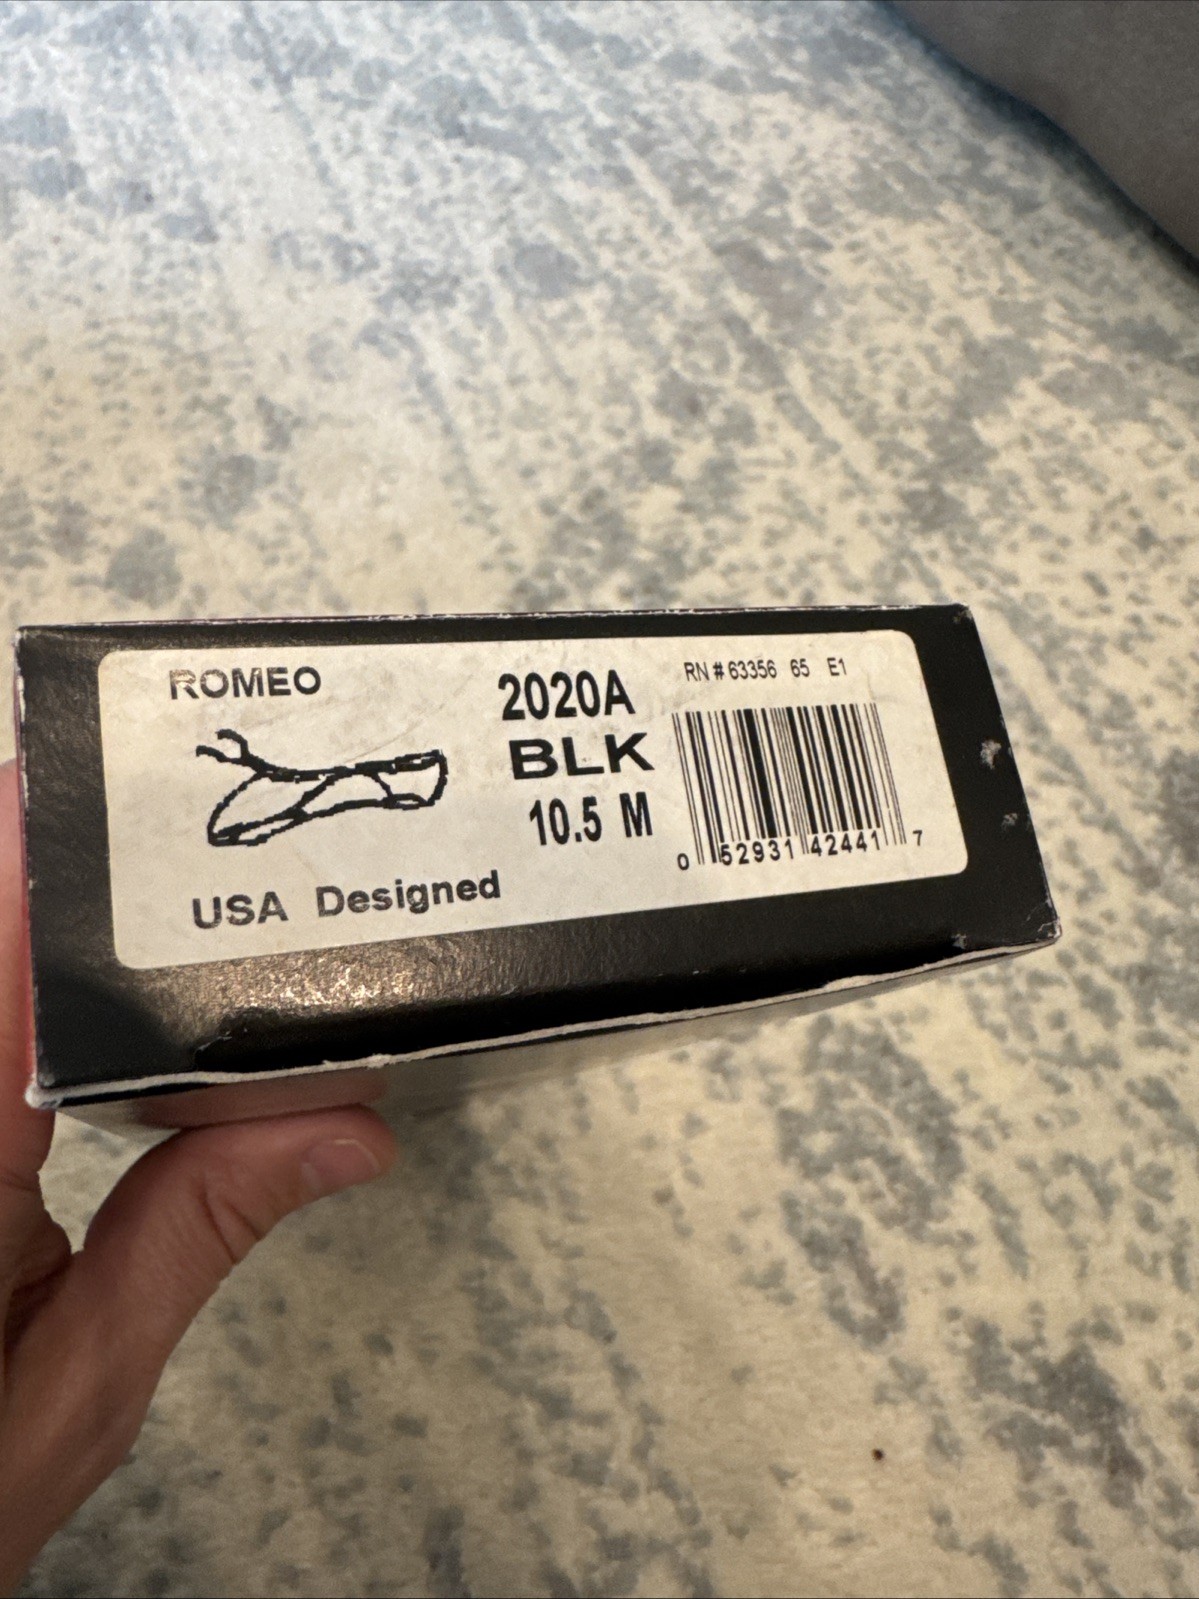 ROMEO
2020A
BLK
10.5 M
USA Designed
RN # 63356 65 E1
0 52931 42441 7